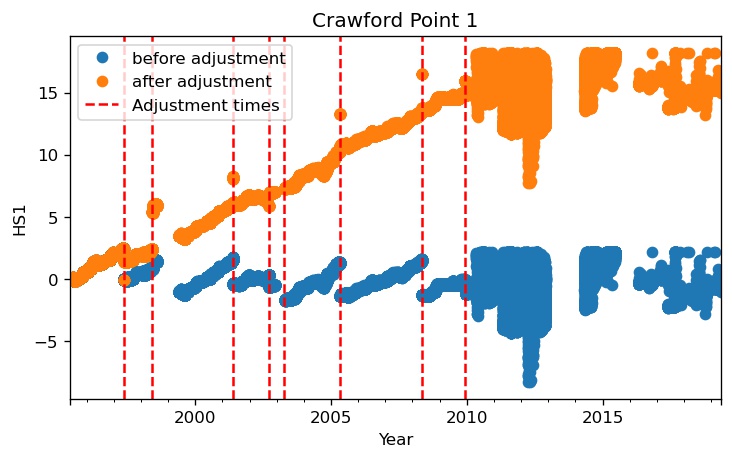 Crawford Point 1
before adjustment
after adjustment
Adjustment times
HS1
15
10
5
0
−5
2000 2005 2010 2015
Year